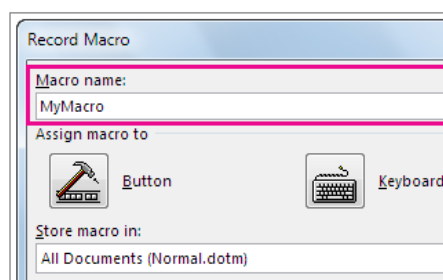 Record Macro
Macro name:
MyMacro
Assign macro to
Button
Keyboard
Store macro in:
All Documents (Normal.dotm)